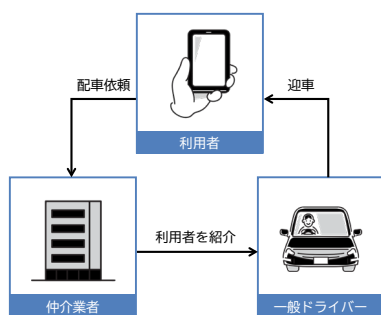 配車依頼
迎車
利用者
利用者を紹介
仲介業者
一般ドライバー